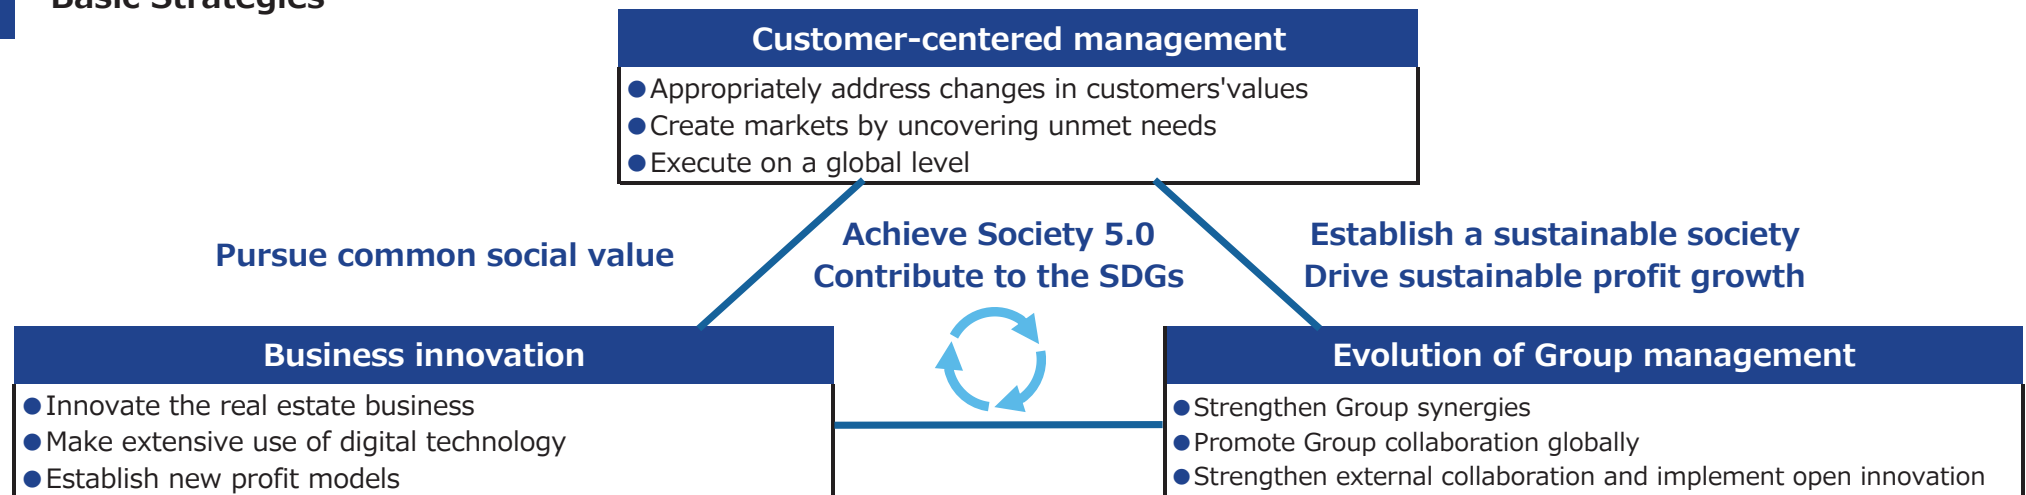 Basic Strategies
Customer-centered management
●Appropriately address changes in customers'values
●Create markets by uncovering unmet needs
●Execute on a global level
Pursue common social value
Achieve Society 5.0
Contribute to the SDGs
Establish a sustainable society
Drive sustainable profit growth
Business innovation
●Innovate the real estate business
●Make extensive use of digital technology
●Establish new profit models
Evolution of Group management
●Strengthen Group synergies
●Promote Group collaboration globally
●Strengthen external collaboration and implement open innovation